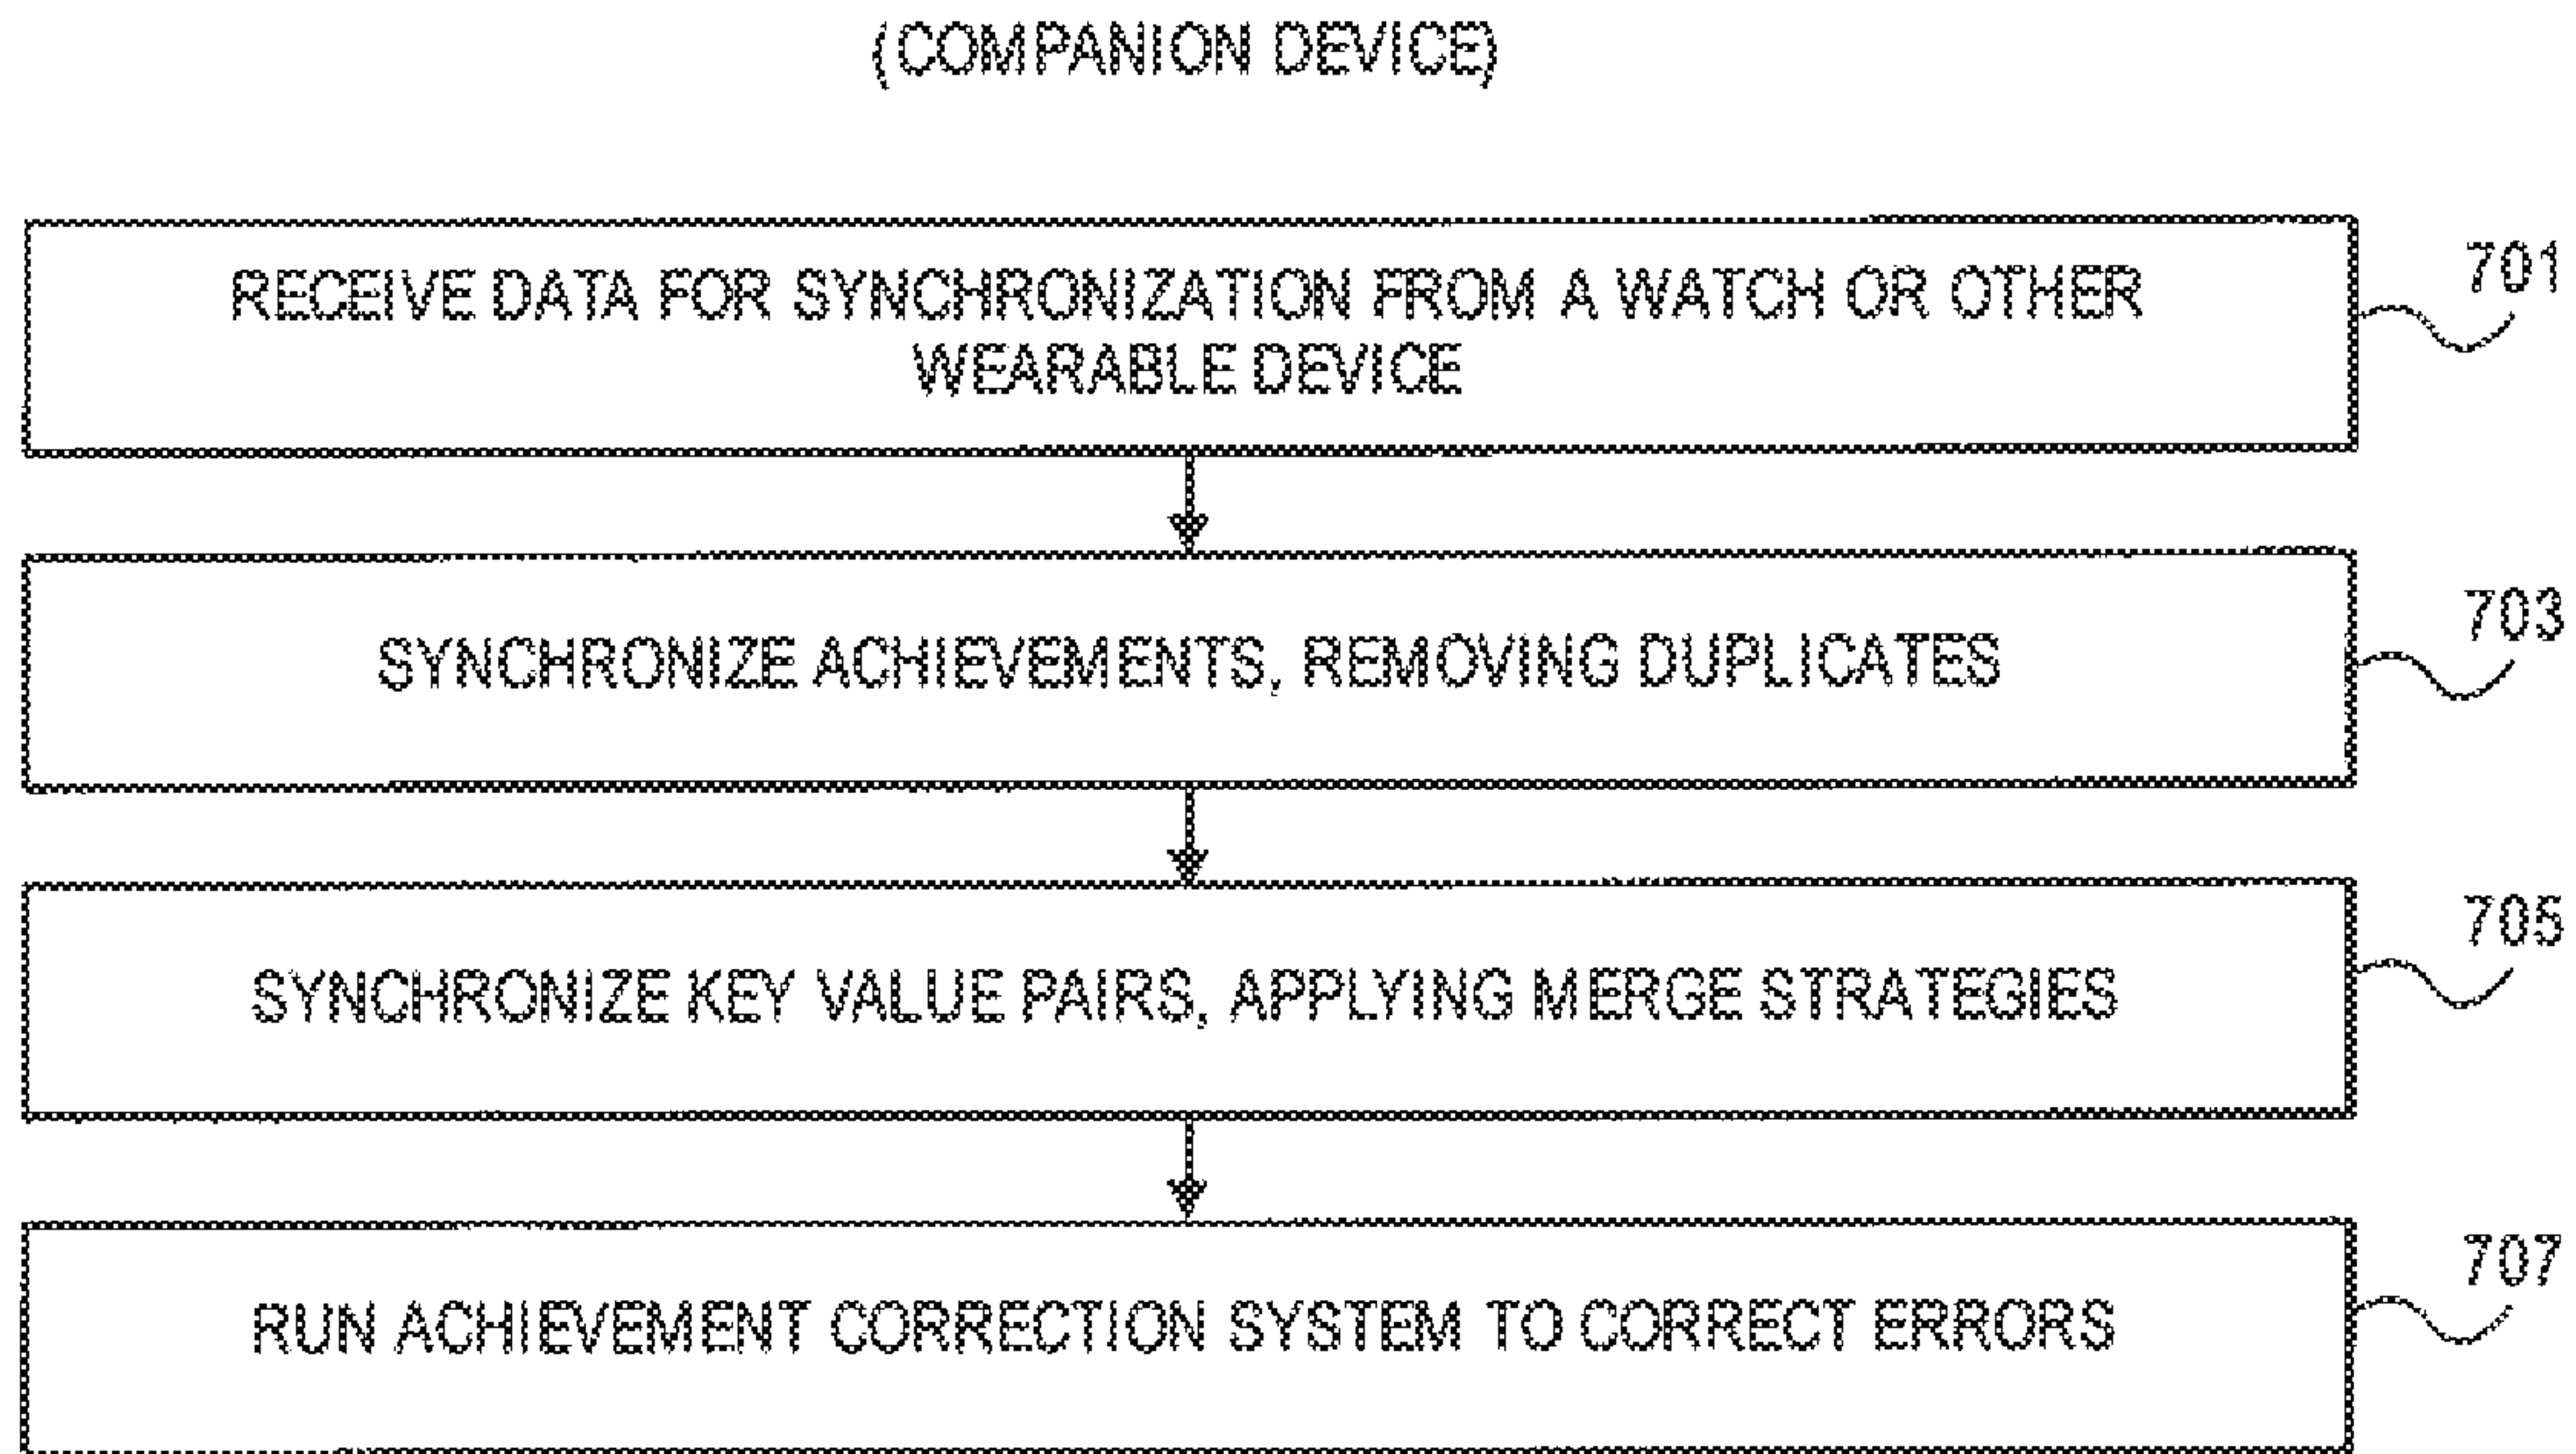 (COMPANION DEVICE)
RECEIVE DATA FOR SYNCHRONIZATION FROM A WATCH OR OTHER
WEARABLE DEVICE
701
SYNCHRONIZE ACHIEVEMENTS, REMOVING DUPLICATES
703
SYNCHRONIZE KEY VALUE PAIRS, APPLYING MERGE STRATEGIES
705
RUN ACHIEVEMENT CORRECTION SYSTEM TO CORRECT ERRORS
707